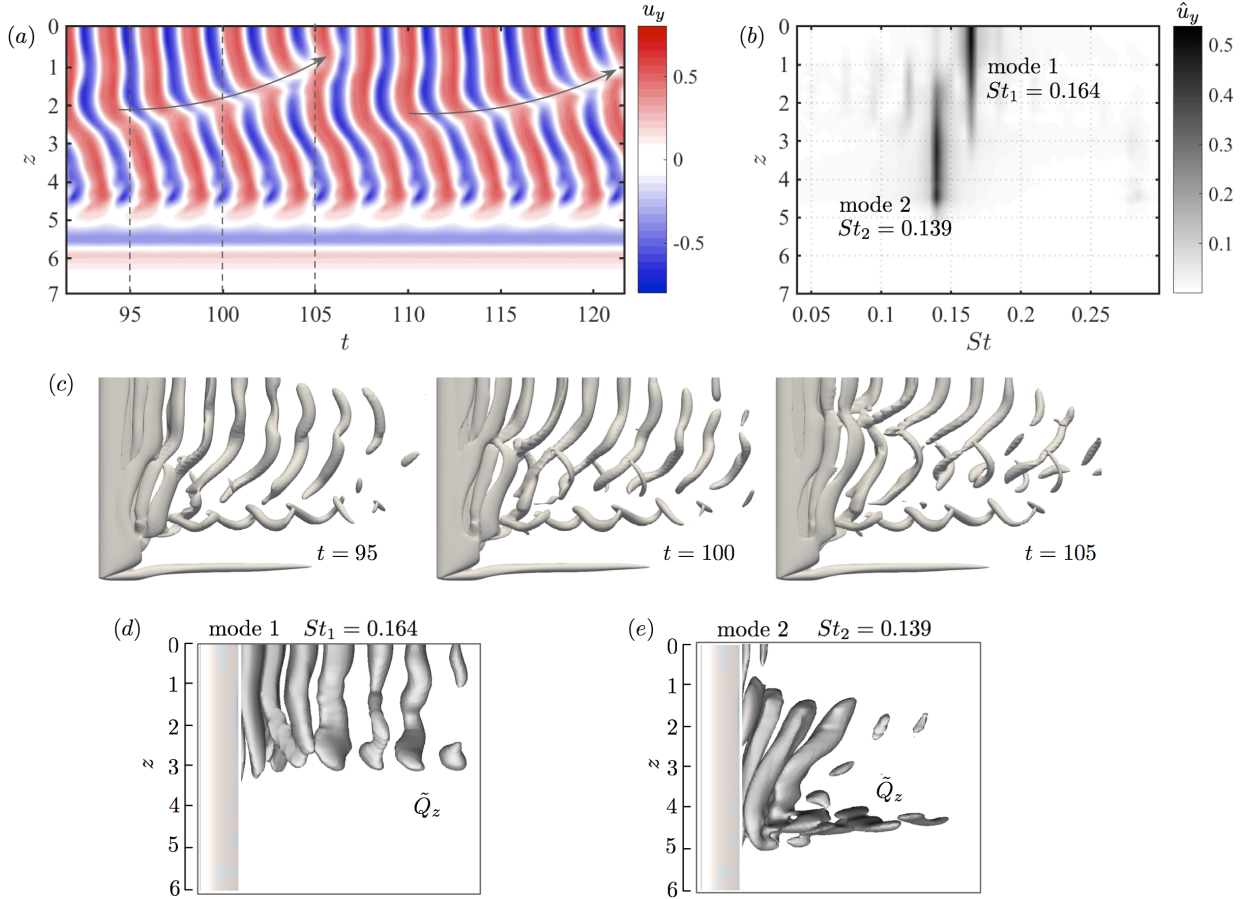 (a)
u_y
0
1
2
3
4
5
6
7
z
95
100
105
110
115
120
t
0.5
0
-0.5
(b)
û_y
0
1
2
3
4
5
6
7
z
mode 1
St₁ = 0.164
mode 2
St₂ = 0.139
0.05
0.1
0.15
0.2
0.25
St
0.5
0.4
0.3
0.2
0.1
(c)
t = 95
t = 100
t = 105
(d)
mode 1 St₁ = 0.164
0
1
2
3
4
5
6
z
Q̃_z
(e)
mode 2 St₂ = 0.139
0
1
2
3
4
5
6
z
Q̃_z